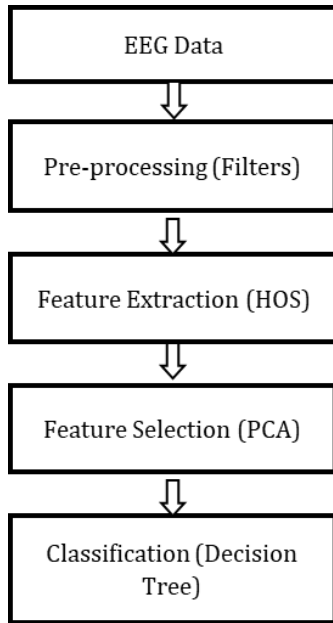 EEG Data
Pre-processing (Filters)
Feature Extraction (HOS)
Feature Selection (PCA)
Classification (Decision
Tree)